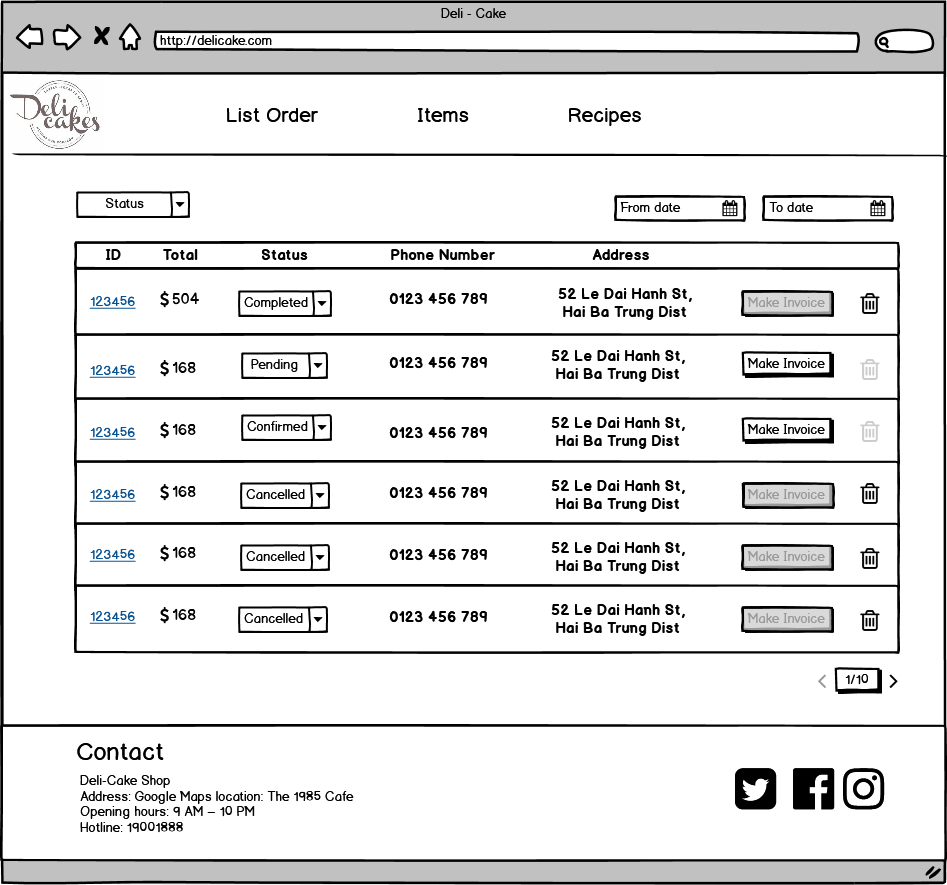 Deli - Cake
http://delicake.com
Deli cakes
List Order Items Recipes
Status From date To date
ID Total Status Phone Number Address
123456 $ 504 Completed 0123 456 789 52 Le Dai Hanh St,
Hai Ba Trung Dist Make Invoice
123456 $ 168 Pending 0123 456 789 52 Le Dai Hanh St,
Hai Ba Trung Dist Make Invoice
123456 $ 168 Confirmed 0123 456 789 52 Le Dai Hanh St,
Hai Ba Trung Dist Make Invoice
123456 $ 168 Cancelled 0123 456 789 52 Le Dai Hanh St,
Hai Ba Trung Dist Make Invoice
123456 $ 168 Cancelled 0123 456 789 52 Le Dai Hanh St,
Hai Ba Trung Dist Make Invoice
123456 $ 168 Cancelled 0123 456 789 52 Le Dai Hanh St,
Hai Ba Trung Dist Make Invoice
1/10
Contact
Deli-Cake Shop
Address: Google Maps location: The 1985 Cafe
Opening hours: 9 AM – 10 PM
Hotline: 19001888